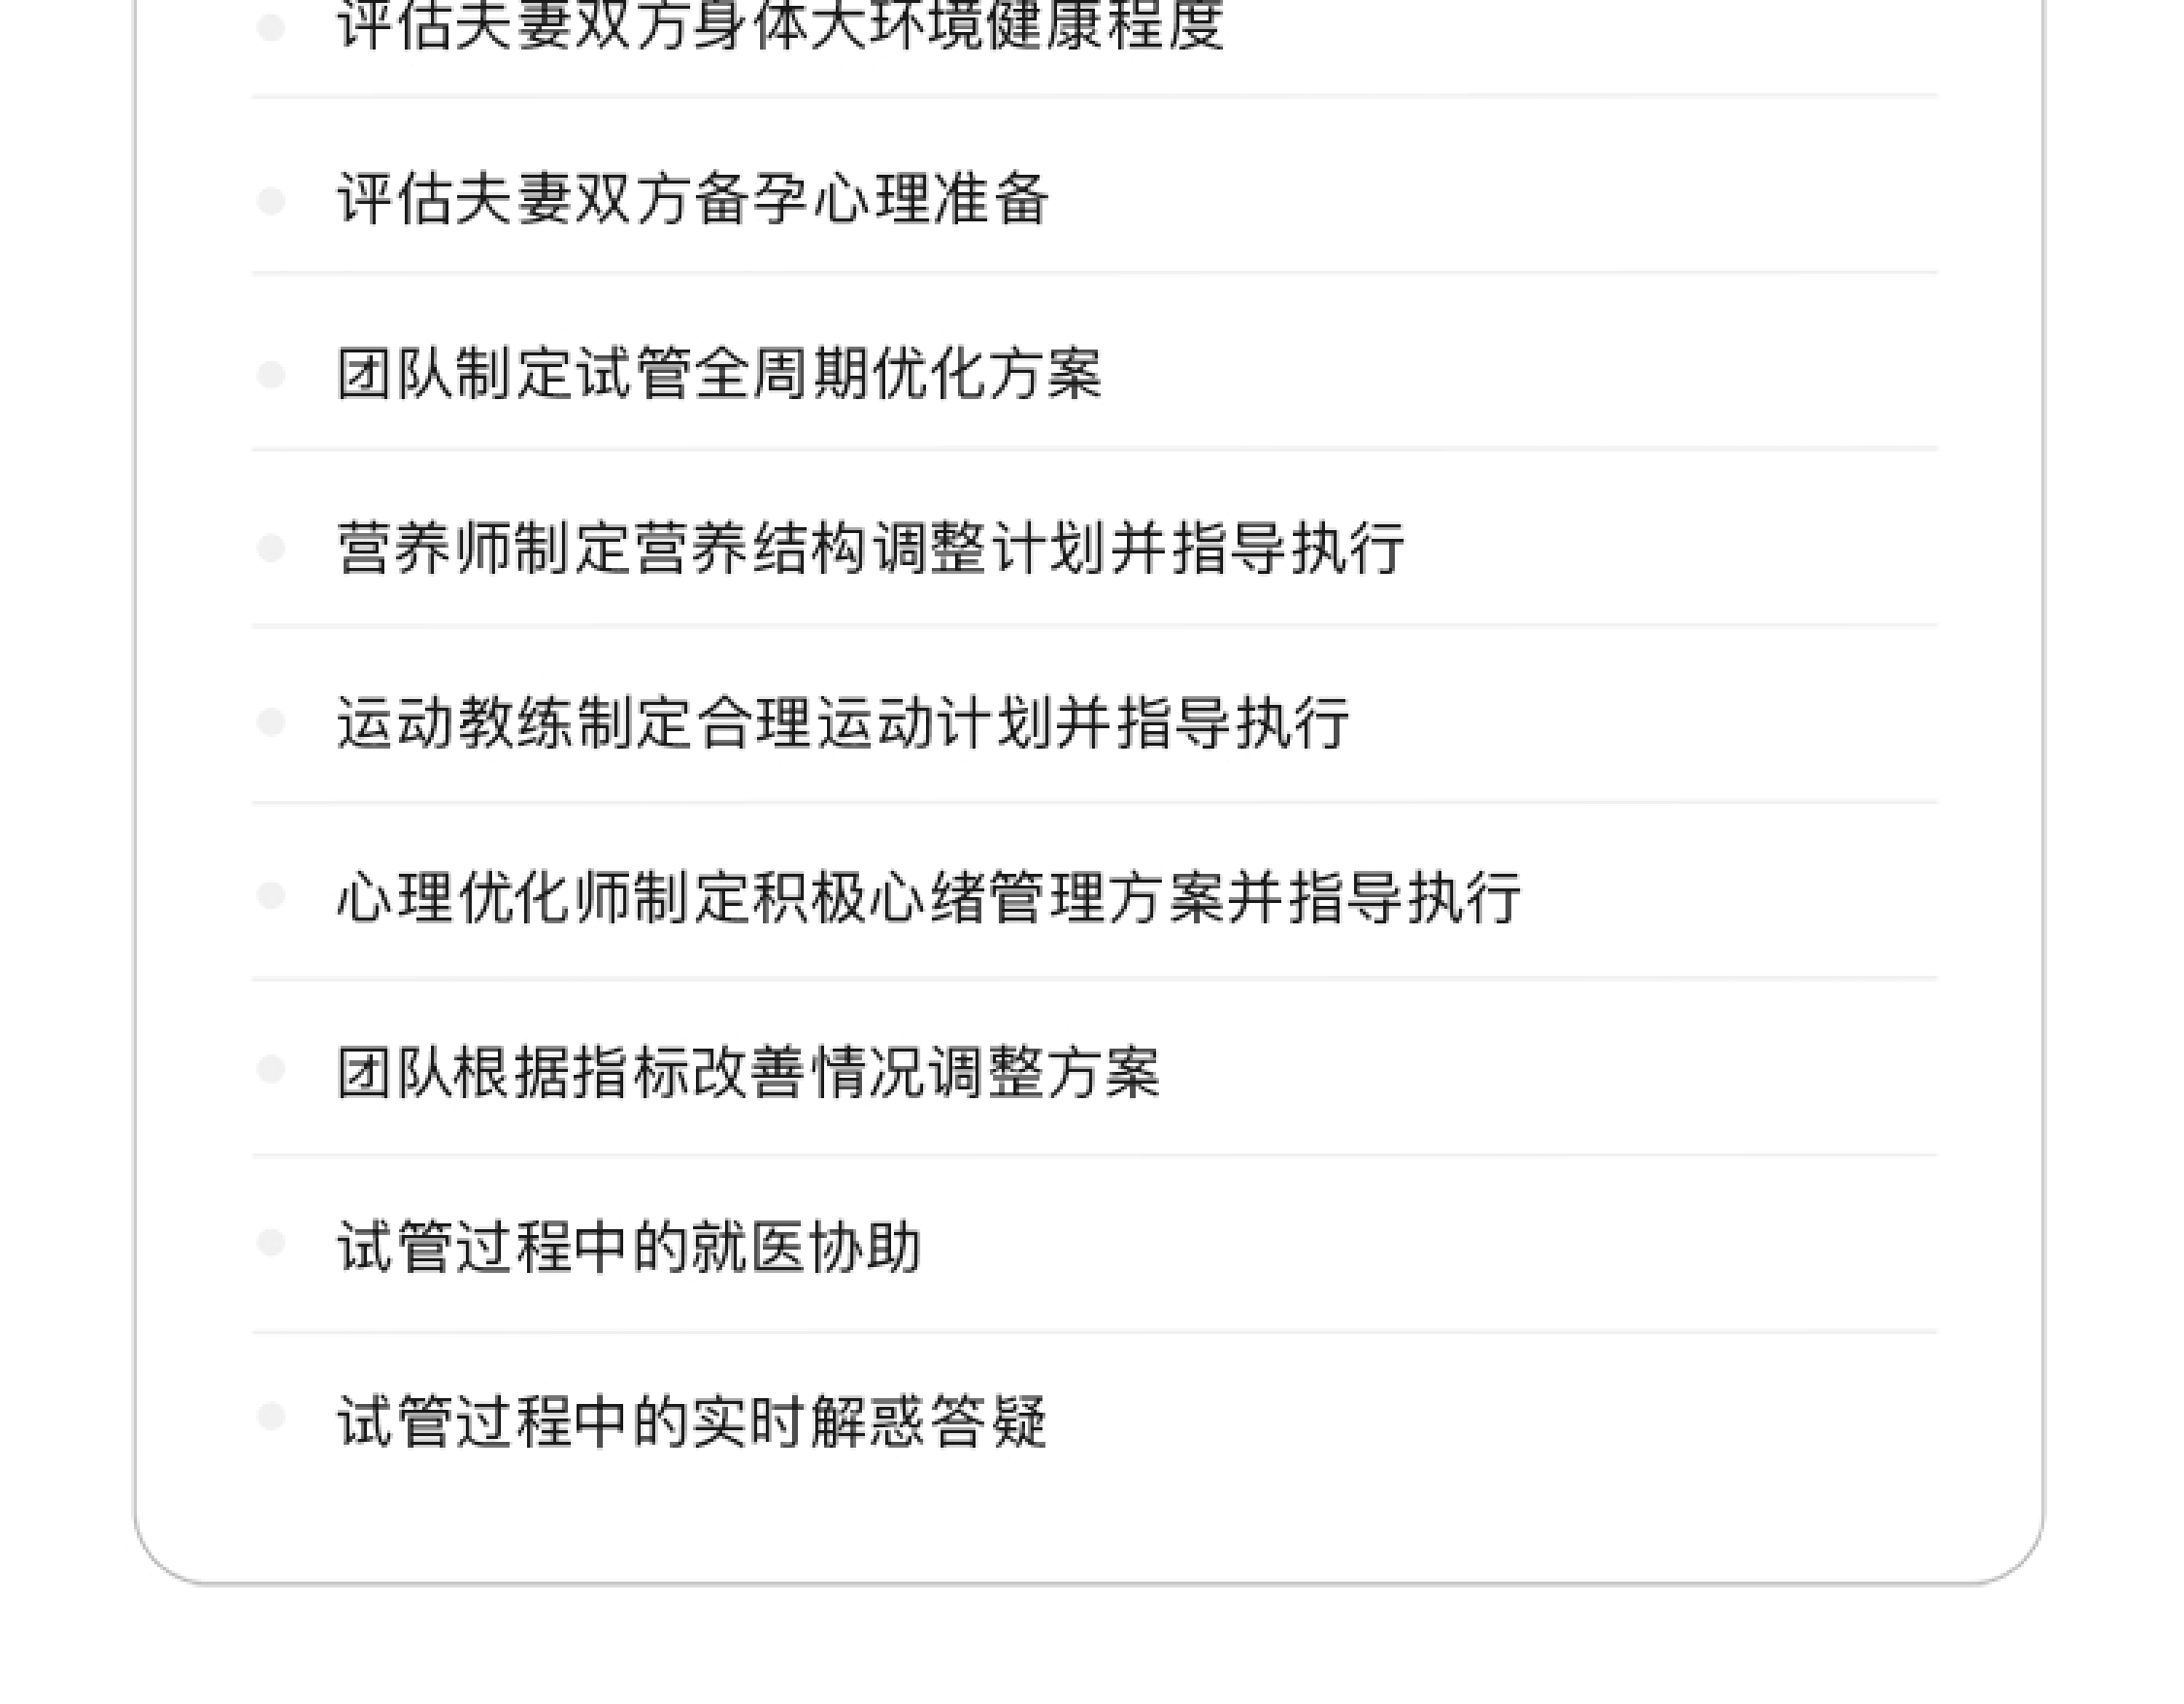 评估夫妻双方身体大环境健康程度
评估夫妻双方备孕心理准备
团队制定试管全周期优化方案
营养师制定营养结构调整计划并指导执行
运动教练制定合理运动计划并指导执行
心理优化师制定积极心绪管理方案并指导执行
团队根据指标改善情况调整方案
试管过程中的就医协助
试管过程中的实时解惑答疑